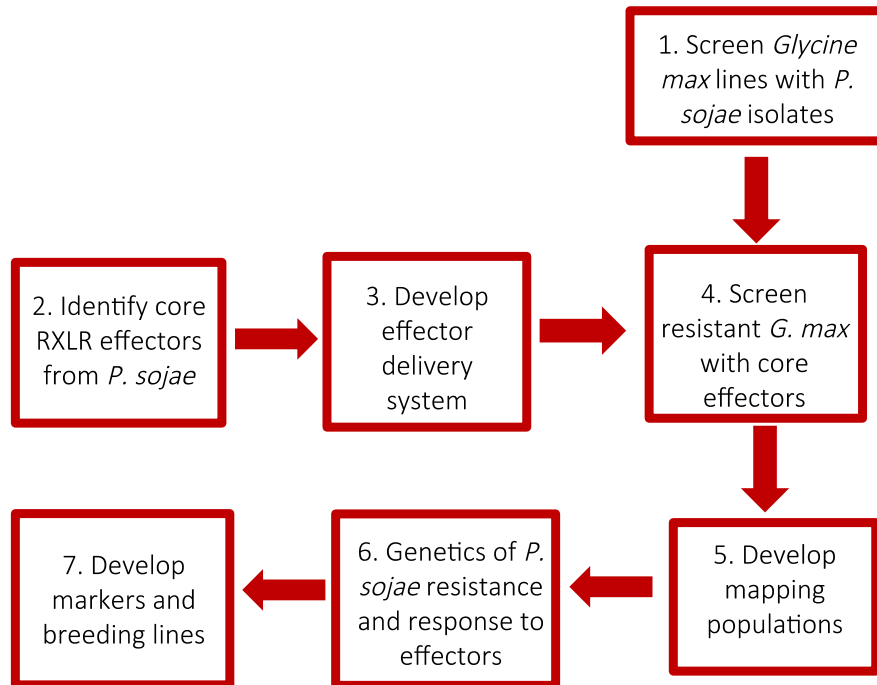 1. Screen Glycine
max lines with P.
sojae isolates
2. Identify core
RXLR effectors
from P. sojae
3. Develop
effector
delivery
system
4. Screen
resistant G. max
with core
effectors
5. Develop
mapping
populations
6. Genetics of P.
sojae resistance
and response to
effectors
7. Develop
markers and
breeding lines